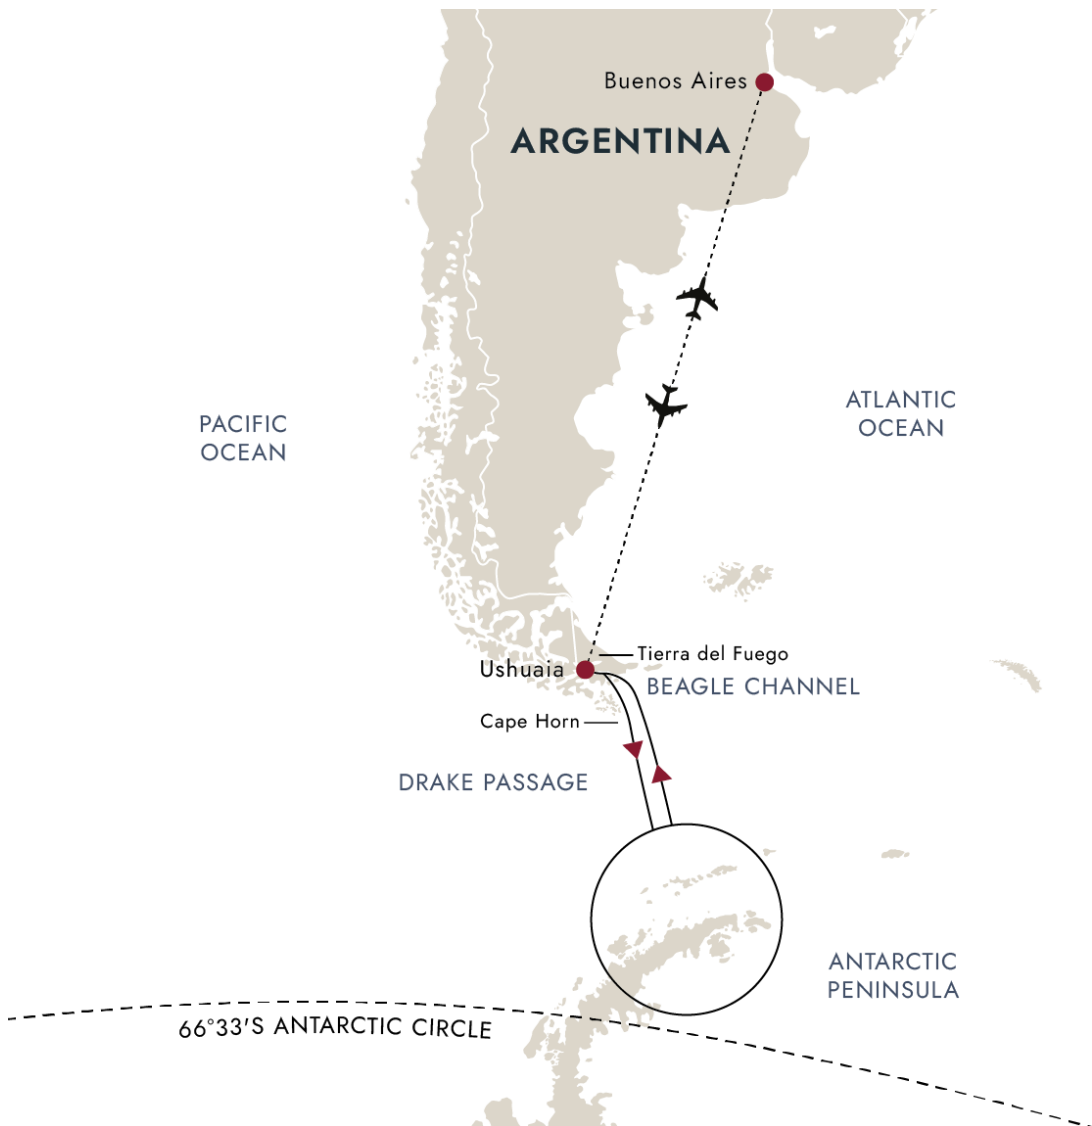 Buenos Aires
ARGENTINA
PACIFIC
OCEAN
ATLANTIC
OCEAN
Tierra del Fuego
Ushuaia
BEAGLE CHANNEL
Cape Horn
DRAKE PASSAGE
ANTARCTIC
PENINSULA
66°33'S ANTARCTIC CIRCLE